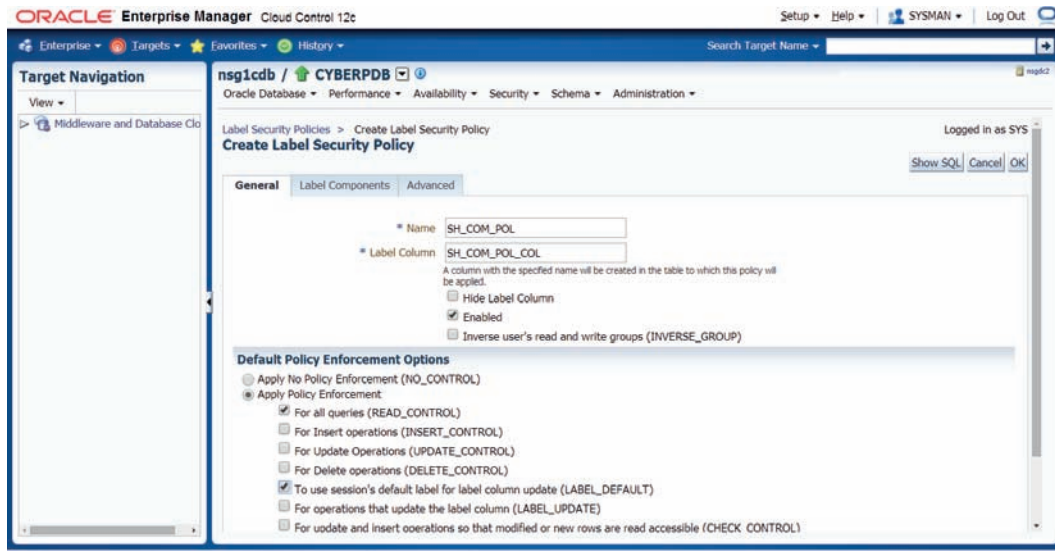 ORACLE Enterprise Manager Cloud Control 12c
Setup Help SYSMAN Log Out
Enterprise Targets Favorites History Search Target Name
Target Navigation
View
Middleware and Database Clo
nsg1cdb / CYBERPDB
Oracle Database Performance Availability Security Schema Administration
Label Security Policies > Create Label Security Policy
Logged in as SYS
Create Label Security Policy
Show SQL Cancel OK
General Label Components Advanced
* Name SH_COM_POL
* Label Column SH_COM_POL_COL
A column with the specified name will be created in the table to which this policy will
be applied.
Hide Label Column
Enabled
Inverse user's read and write groups (INVERSE_GROUP)
Default Policy Enforcement Options
Apply No Policy Enforcement (NO_CONTROL)
Apply Policy Enforcement
For all queries (READ_CONTROL)
For Insert operations (INSERT_CONTROL)
For Update Operations (UPDATE_CONTROL)
For Delete operations (DELETE_CONTROL)
To use session's default label for label column update (LABEL_DEFAULT)
For operations that update the label column (LABEL_UPDATE)
For update and insert operations so that modified or new rows are read accessible (CHECK_CONTROL)